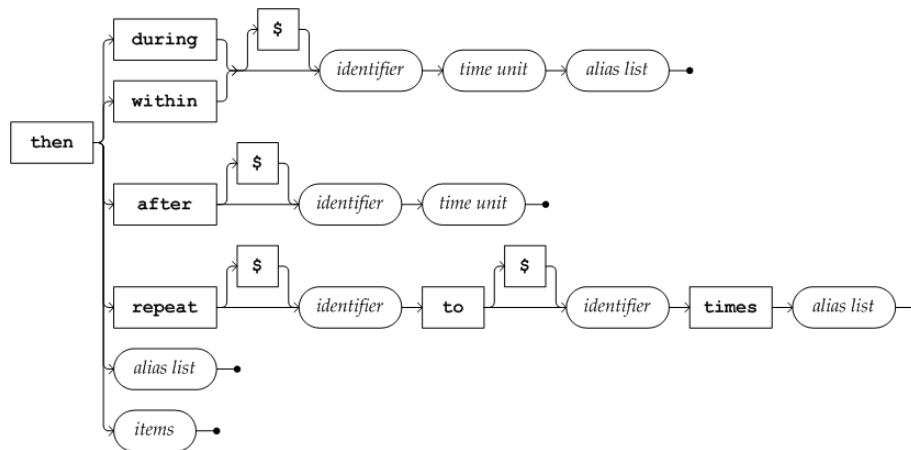 $
during
identifier time unit alias list
within
then
$
after identifier time unit
$ $
repeat identifier to identifier times alias list
alias list
items